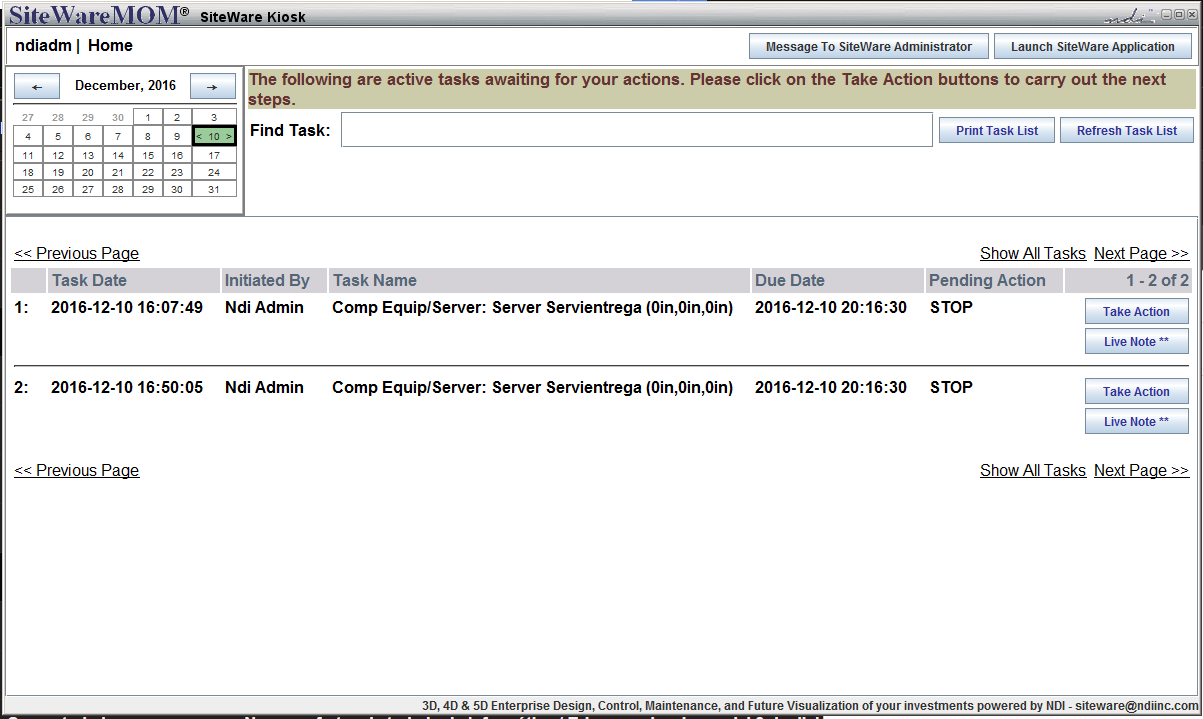 SiteWareMOM® SiteWare Kiosk ndi™
ndiadm | Home Message To SiteWare Administrator Launch SiteWare Application
← December, 2016 →
27 28 29 30 1 2 3
4 5 6 7 8 9 < 10 >
11 12 13 14 15 16 17
18 19 20 21 22 23 24
25 26 27 28 29 30 31
The following are active tasks awaiting for your actions. Please click on the Take Action buttons to carry out the next
steps.
Find Task: Print Task List Refresh Task List
<< Previous Page Show All Tasks Next Page >>
Task Date Initiated By Task Name Due Date Pending Action 1 - 2 of 2
1: 2016-12-10 16:07:49 Ndi Admin Comp Equip/Server: Server Servientrega (0in,0in,0in) 2016-12-10 20:16:30 STOP Take Action
Live Note **
2: 2016-12-10 16:50:05 Ndi Admin Comp Equip/Server: Server Servientrega (0in,0in,0in) 2016-12-10 20:16:30 STOP Take Action
Live Note **
<< Previous Page Show All Tasks Next Page >>
3D, 4D & 5D Enterprise Design, Control, Maintenance, and Future Visualization of your investments powered by NDI - siteware@ndiinc.com